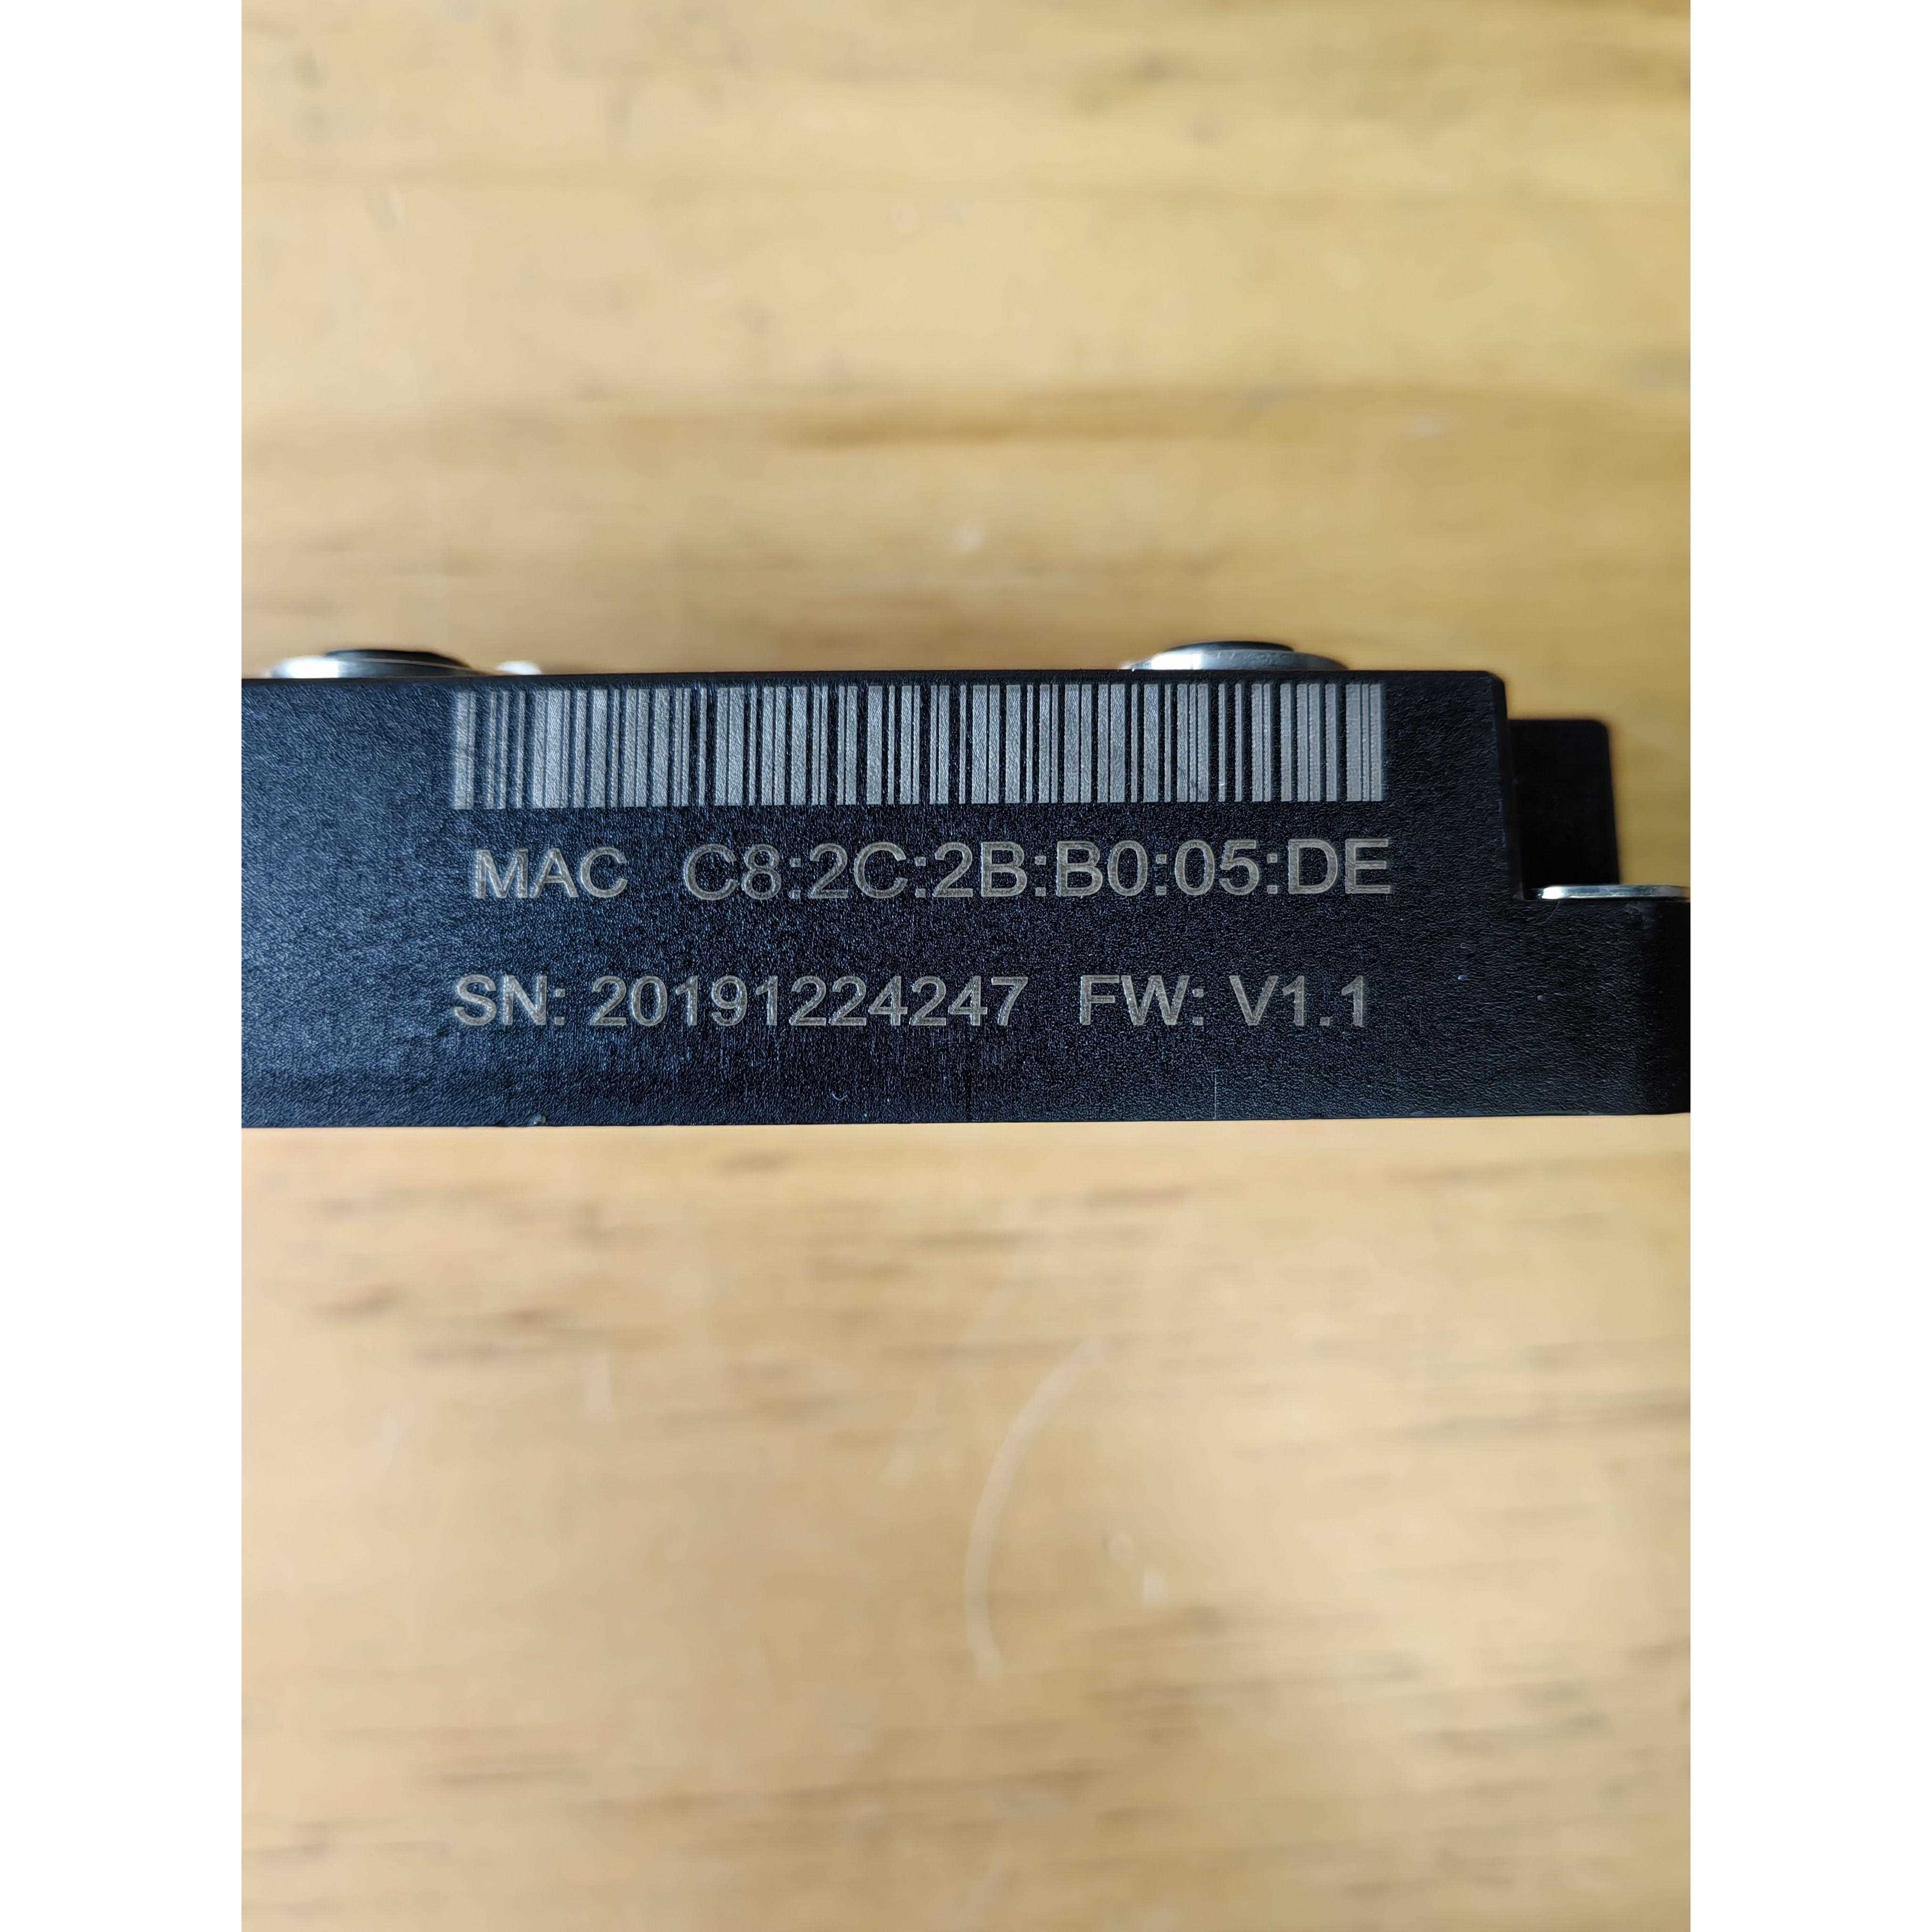 MAC C8:2C:2B:B0:05:DE
SN: 20191224247 FW: V1.1